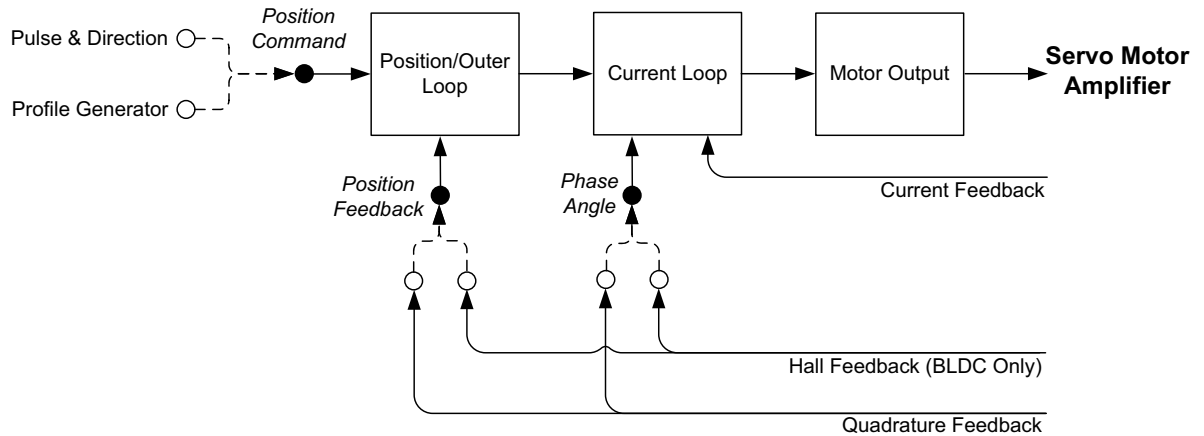 Pulse & Direction
Profile Generator
Position
Command
Position/Outer
Loop
Current Loop
Motor Output
Servo Motor
Amplifier
Position
Feedback
Phase
Angle
Current Feedback
Hall Feedback (BLDC Only)
Quadrature Feedback